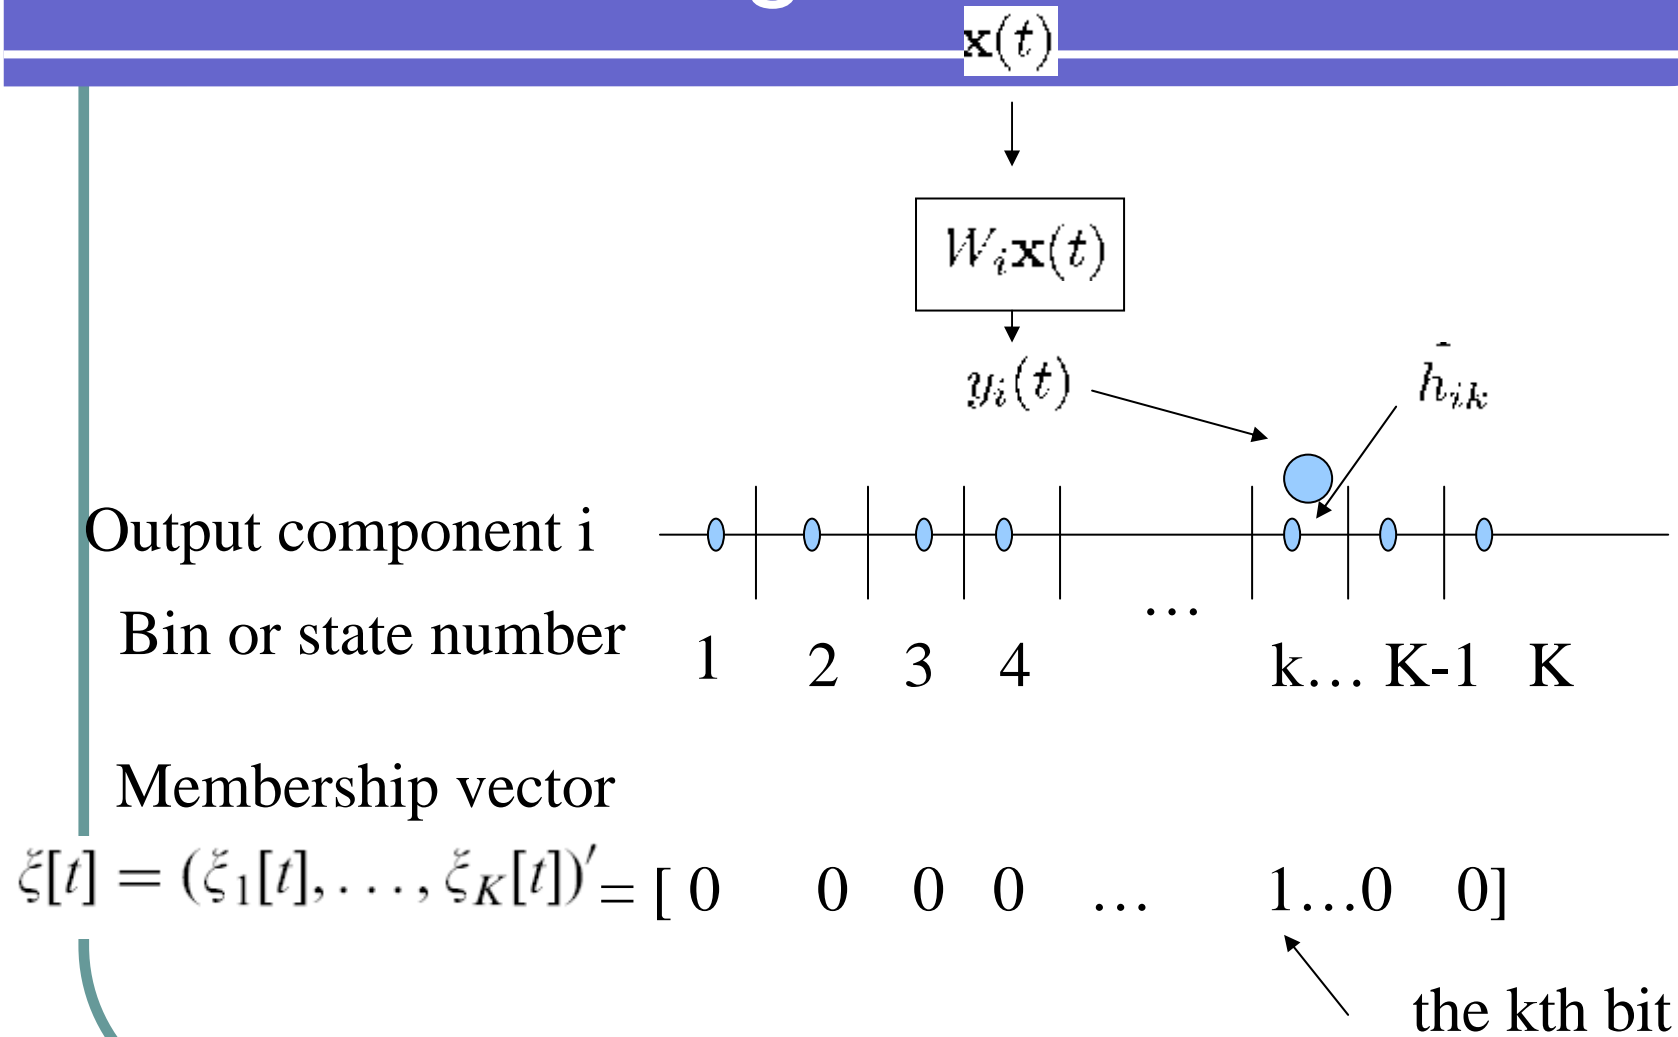 x(t)
W_i x(t)
y_i(t)
h_ik
Output component i
Bin or state number
…
1 2 3 4 k… K-1 K
Membership vector
ξ[t] = (ξ_1[t], . . . , ξ_K[t])′ = [ 0 0 0 0 … 1…0 0]
the kth bit